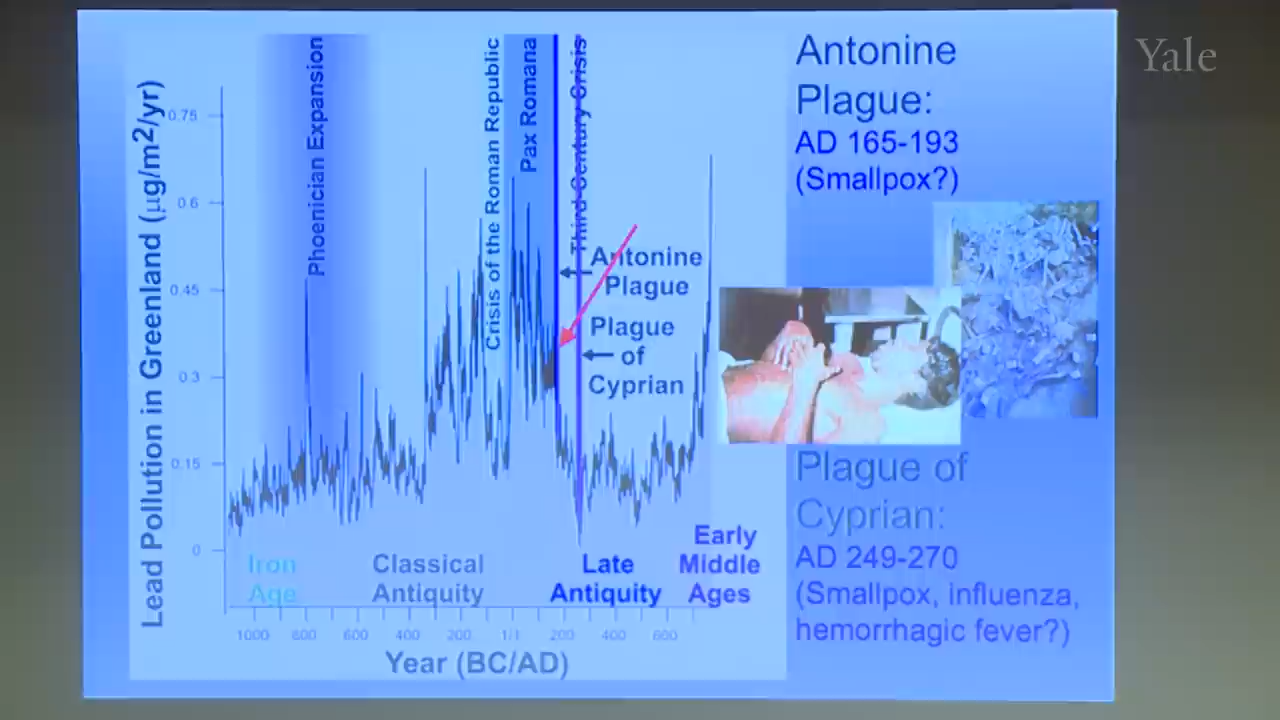 Yale
Antonine
Plague:
AD 165-193
(Smallpox?)
Plague of
Cyprian:
AD 249-270
(Smallpox, influenza,
hemorrhagic fever?)
Lead Pollution in Greenland (µg/m2/yr)
0.75
0.6
0.45
0.3
0.15
0
Phoenician Expansion
Crisis of the Roman Republic
Pax Romana
Third Century Crisis
Antonine
Plague
Plague
of
Cyprian
Iron
Age
Classical
Antiquity
Late
Antiquity
Early
Middle
Ages
1000 800 600 400 200 1/1 200 400 600
Year (BC/AD)